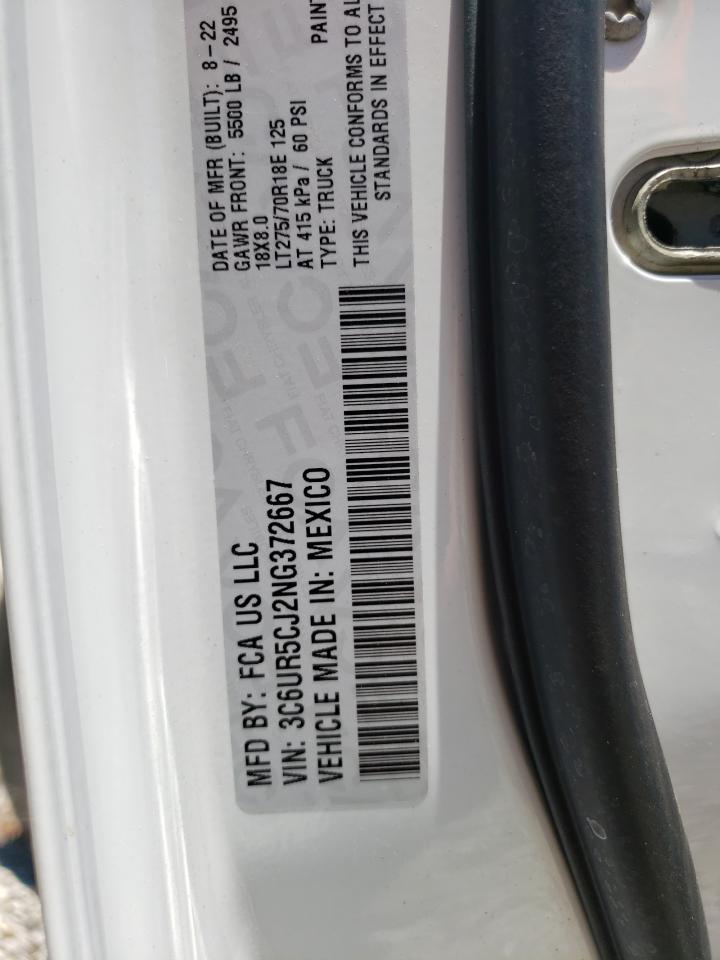 MFD BY: FCA US LLC
VIN: 3C6UR5CJ2NG372667
VEHICLE MADE IN: MEXICO
DATE OF MFR (BUILT): 8-22
GAWR FRONT: 5500 LB / 2495
18X8.0
LT275/70R18E 125
AT 415 kPa / 60 PSI
TYPE: TRUCK PAIN
THIS VEHICLE CONFORMS TO AL
STANDARDS IN EFFECT